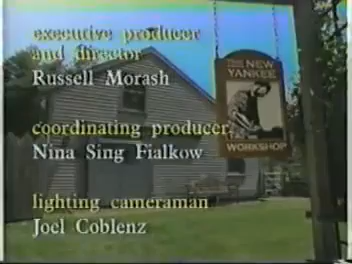 executive producer
and director
Russell Morash
coordinating producer
Nina Sing Fialkow
lighting cameraman
Joel Coblenz
THE NEW
YANKEE
WORKSHOP